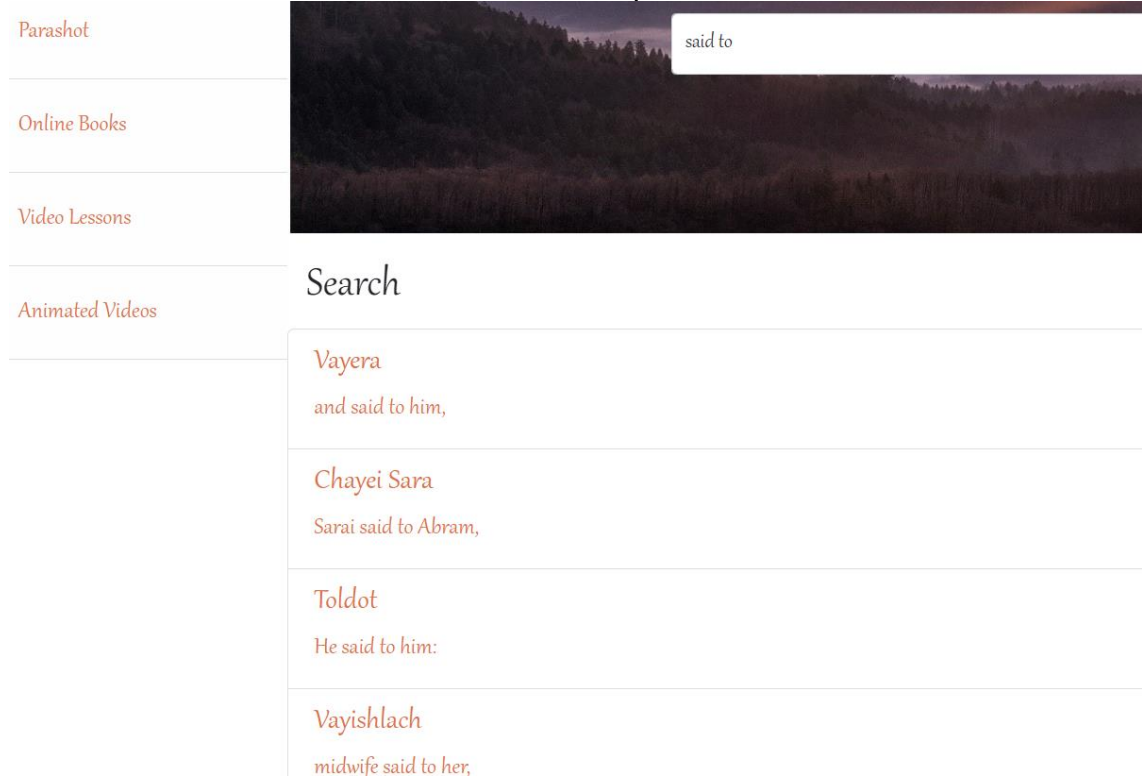 Parashot
Online Books
Video Lessons
Animated Videos
said to
Search
Vayera
and said to him,
Chayei Sara
Sarai said to Abram,
Toldot
He said to him:
Vayishlach
midwife said to her,